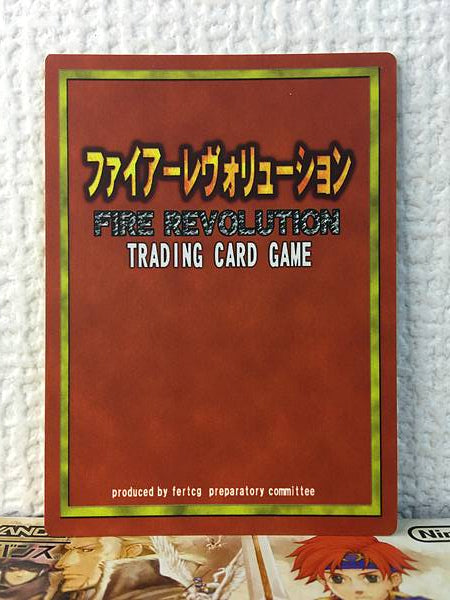 ファイアーレヴォリューション
FIRE REVOLUTION
TRADING CARD GAME
produced by fertcg preparatory committee